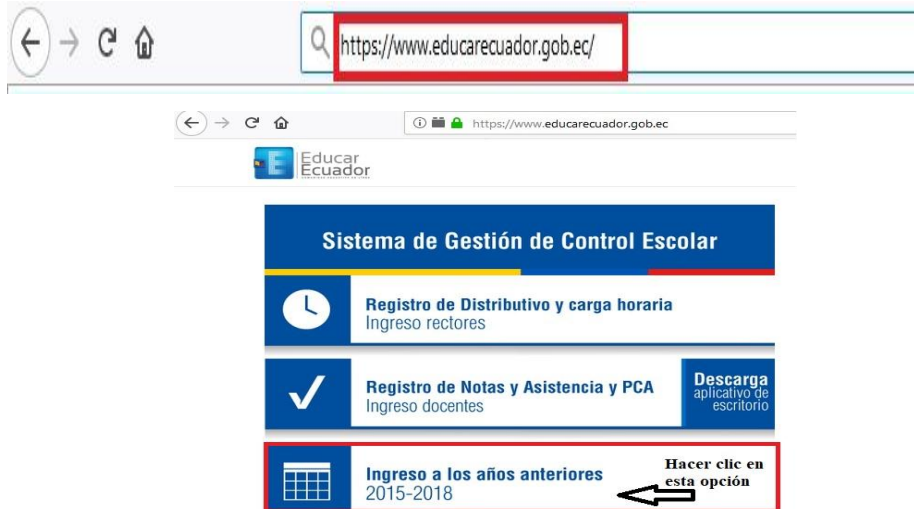 https://www.educarecuador.gob.ec/
https://www.educarecuador.gob.ec
E Educar
Ecuador
Sistema de Gestión de Control Escolar
Registro de Distributivo y carga horaria
Ingreso rectores
Registro de Notas y Asistencia y PCA
Ingreso docentes
Descarga
aplicativo de
escritorio
Ingreso a los años anteriores
2015-2018
Hacer clic en
esta opción